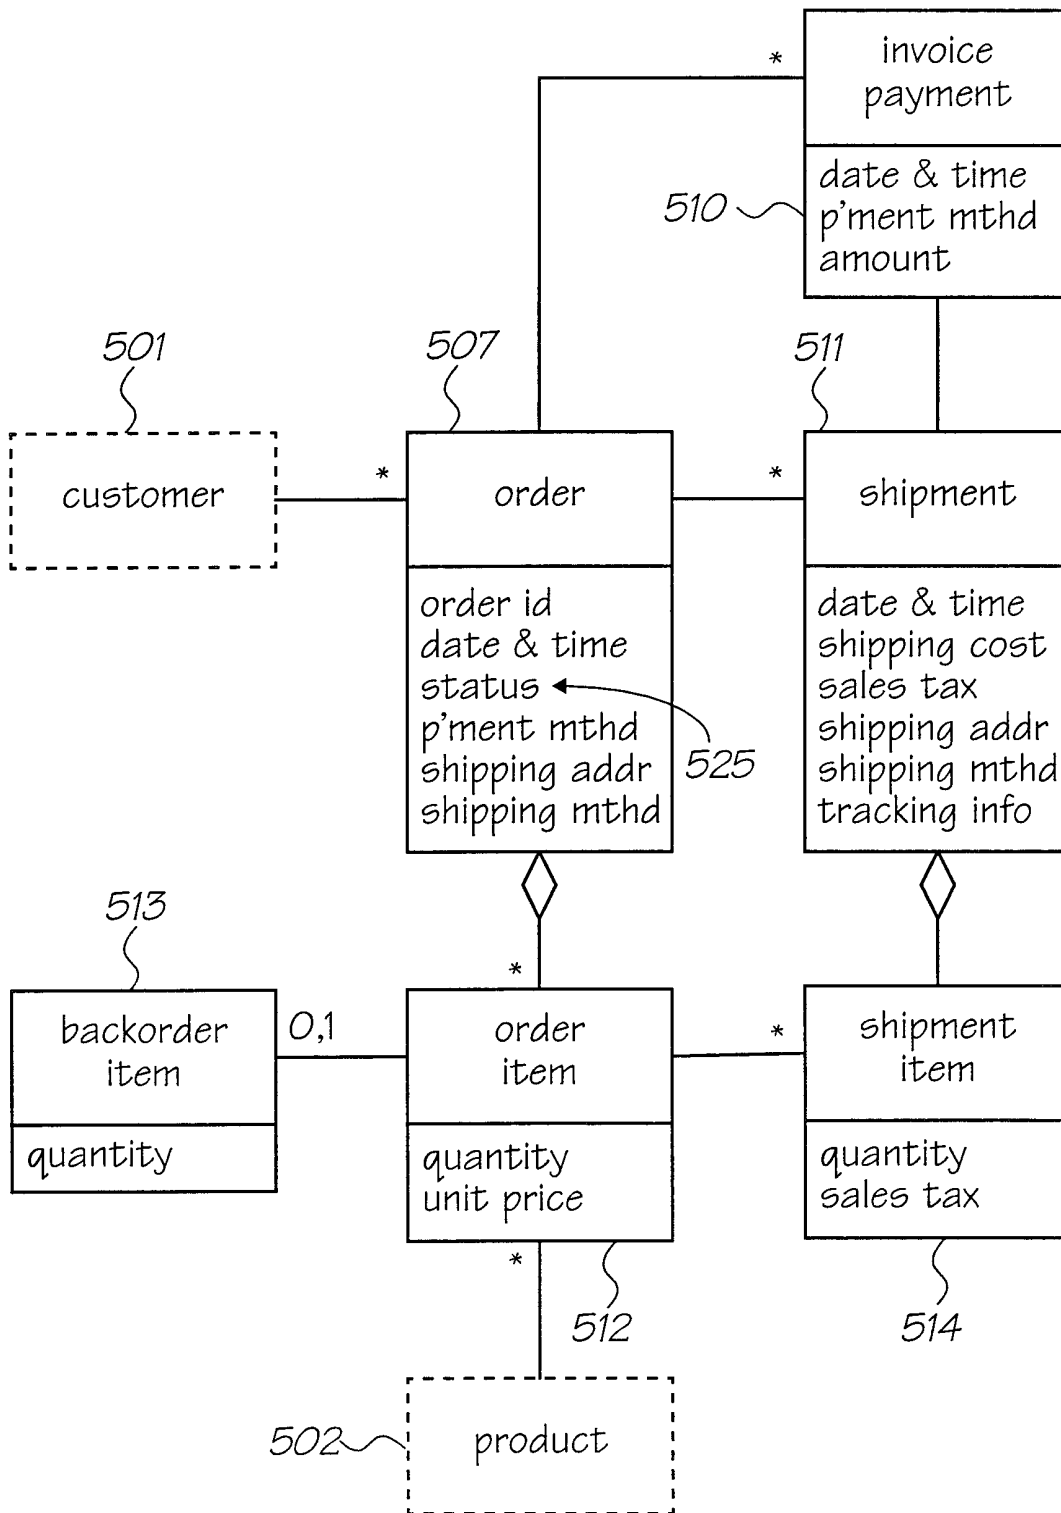 *
invoice
payment
date & time
p'ment mthd
amount
510
501
507
511
customer
*
order
*
shipment
order id
date & time
status
p'ment mthd
shipping addr
shipping mthd
525
date & time
shipping cost
sales tax
shipping addr
shipping mthd
tracking info
513
*
backorder
item
0,1
quantity
order
item
*
quantity
unit price
shipment
item
quantity
sales tax
*
512
514
502
product